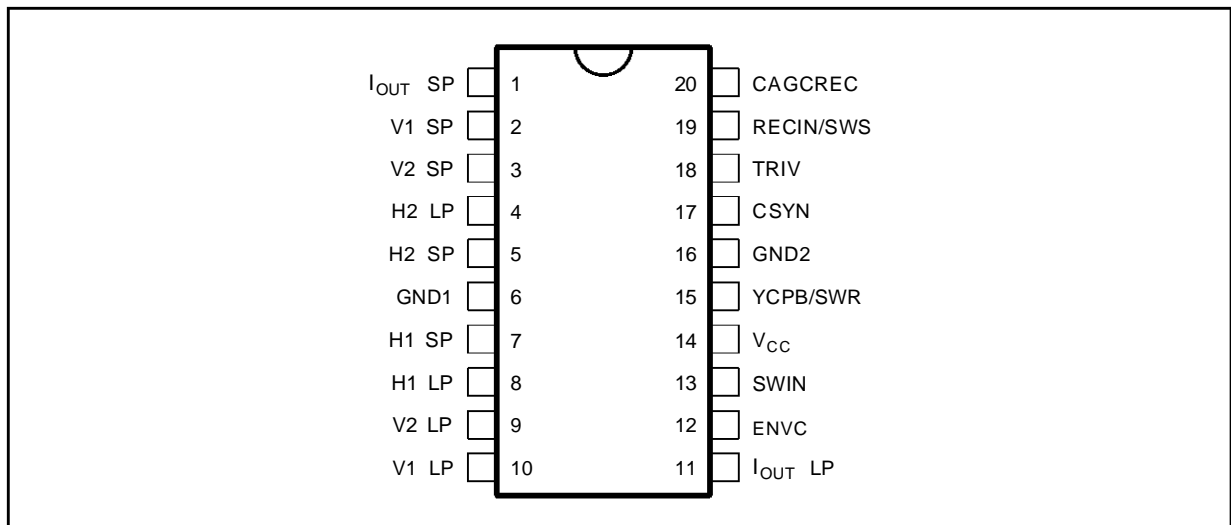 I_OUT SP 1 20 CAGCREC
V1 SP 2 19 RECIN/SWS
V2 SP 3 18 TRIV
H2 LP 4 17 CSYN
H2 SP 5 16 GND2
GND1 6 15 YCPB/SWR
H1 SP 7 14 V_CC
H1 LP 8 13 SWIN
V2 LP 9 12 ENVC
V1 LP 10 11 I_OUT LP